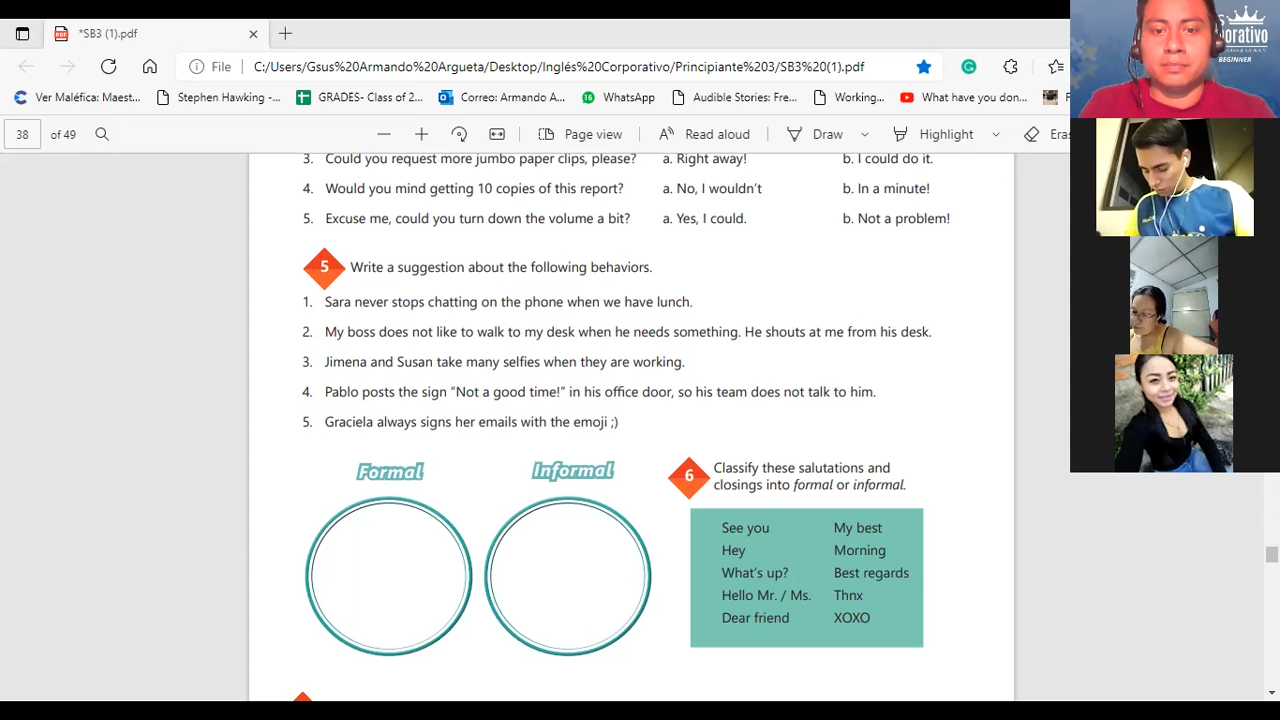 *SB3 (1).pdf
File C:/Users/Gsus%20Armando%20Argueta/Desktop/Ingles%20Corporativo/Principiante%203/SB3%20(1).pdf
Ver Maléfica: Maest... Stephen Hawking -... GRADES- Class of 2... Correo: Armando A... WhatsApp Audible Stories: Fre... Working... What have you don...
38 of 49 Page view Read aloud Draw Highlight Eras
orativo
BEGINNER
3. Could you request more jumbo paper clips, please? a. Right away! b. I could do it.
4. Would you mind getting 10 copies of this report? a. No, I wouldn't b. In a minute!
5. Excuse me, could you turn down the volume a bit? a. Yes, I could. b. Not a problem!
5 Write a suggestion about the following behaviors.
1. Sara never stops chatting on the phone when we have lunch.
2. My boss does not like to walk to my desk when he needs something. He shouts at me from his desk.
3. Jimena and Susan take many selfies when they are working.
4. Pablo posts the sign “Not a good time!” in his office door, so his team does not talk to him.
5. Graciela always signs her emails with the emoji ;)
Formal Informal
6 Classify these salutations and
closings into formal or informal.
See you My best
Hey Morning
What's up? Best regards
Hello Mr. / Ms. Thnx
Dear friend XOXO